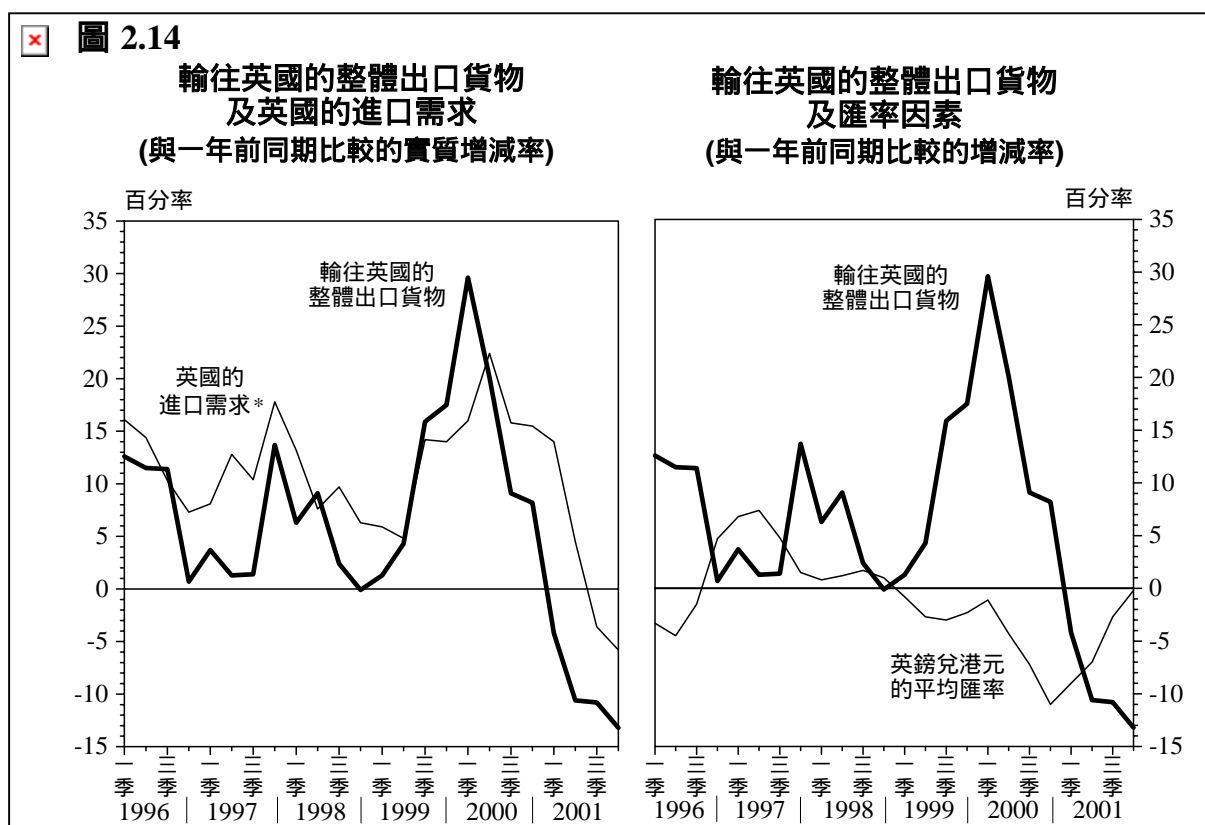 圖 2.14
輸往英國的整體出口貨物
及英國的進口需求
(與一年前同期比較的實質增減率)
百分率
35
30
25
20
15
10
5
0
-5
-10
-15
輸往英國的
整體出口貨物
英國的
進口需求*
一季 三季 一季 三季 一季 三季 一季 三季 一季 三季 一季 三季
1996 1997 1998 1999 2000 2001
輸往英國的整體出口貨物
及匯率因素
(與一年前同期比較的增減率)
百分率
35
30
25
20
15
10
5
0
-5
-10
-15
輸往英國的
整體出口貨物
英鎊兌港元
的平均匯率
一季 三季 一季 三季 一季 三季 一季 三季 一季 三季 一季 三季
1996 1997 1998 1999 2000 2001